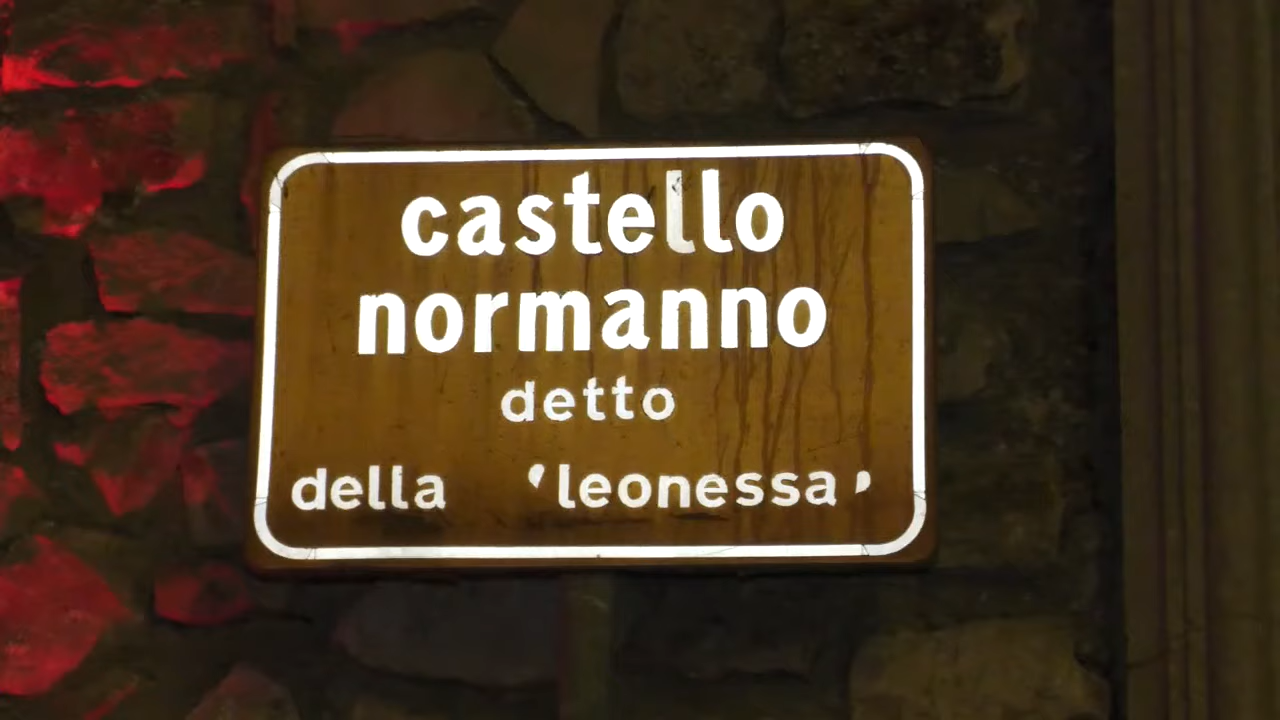 castello
normanno
detto
della ‘leonessa’